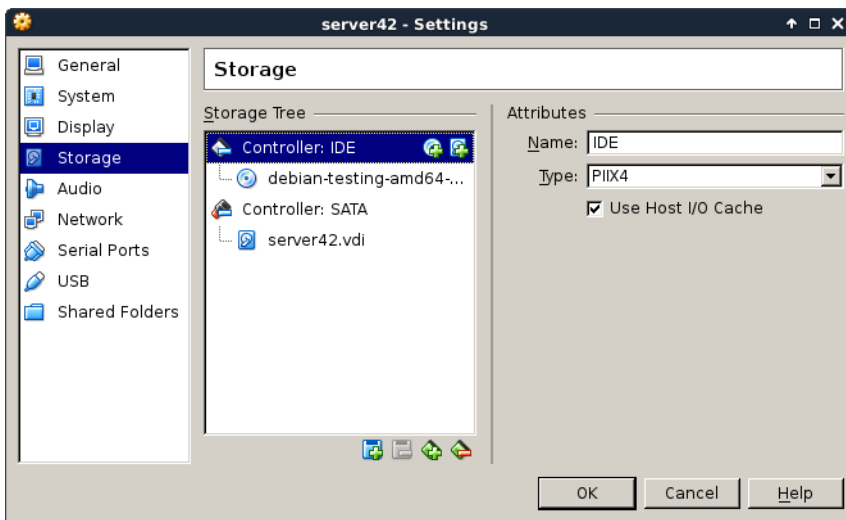 server42 - Settings
General
System
Display
Storage
Audio
Network
Serial Ports
USB
Shared Folders
Storage
Storage Tree
Controller: IDE
debian-testing-amd64-...
Controller: SATA
server42.vdi
Attributes
Name: IDE
Type: PIIX4
Use Host I/O Cache
OK Cancel Help